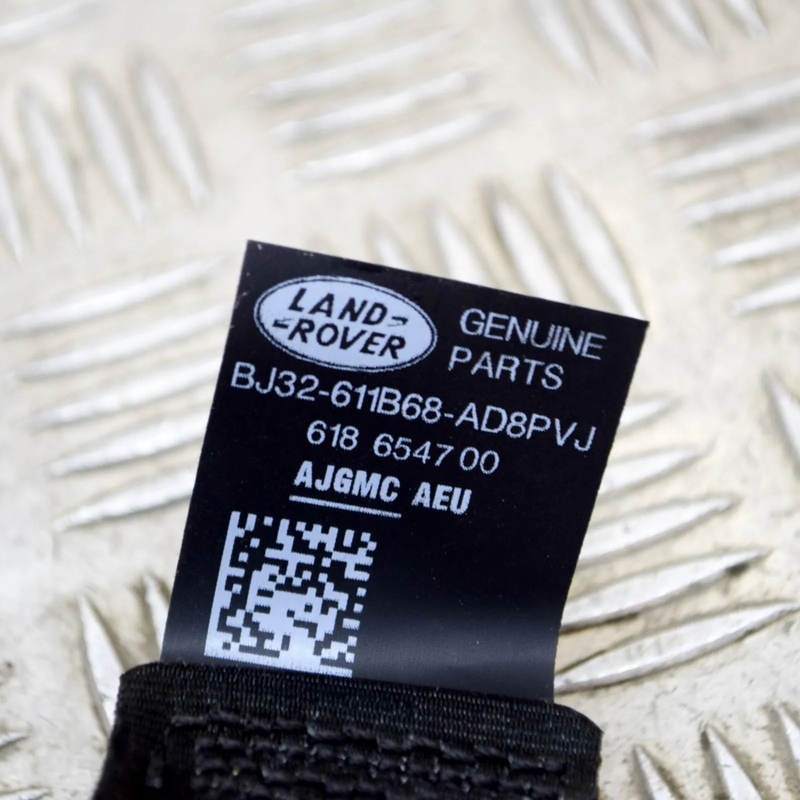 LAND-
-ROVER
GENUINE
PARTS
BJ32-611B68-AD8PVJ
618 6547 00
AJGMC AEU